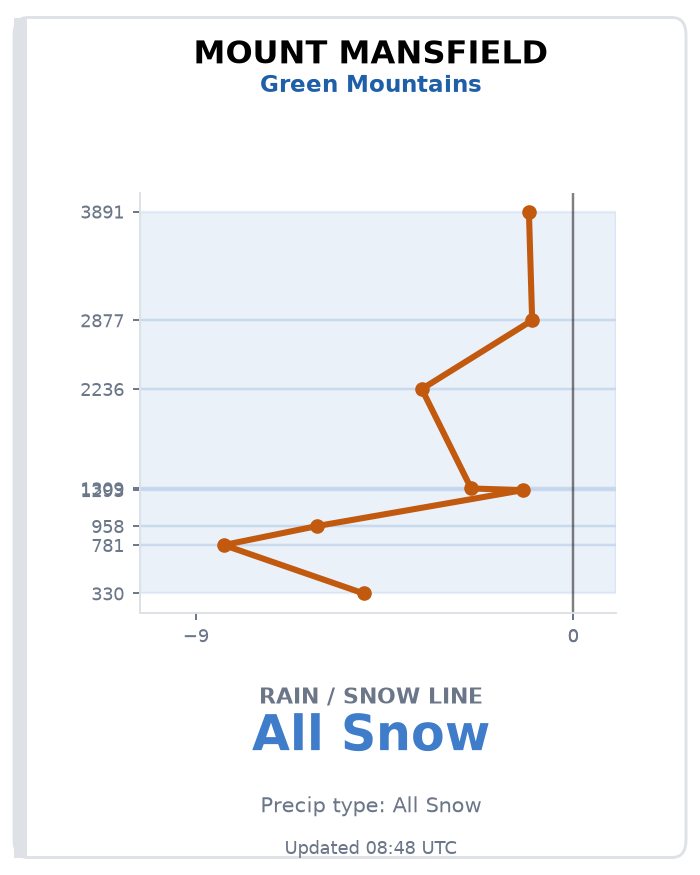 MOUNT MANSFIELD
Green Mountains
3891
2877
2236
958
781
330
−9 0
RAIN / SNOW LINE
All Snow
Precip type: All Snow
Updated 08:48 UTC